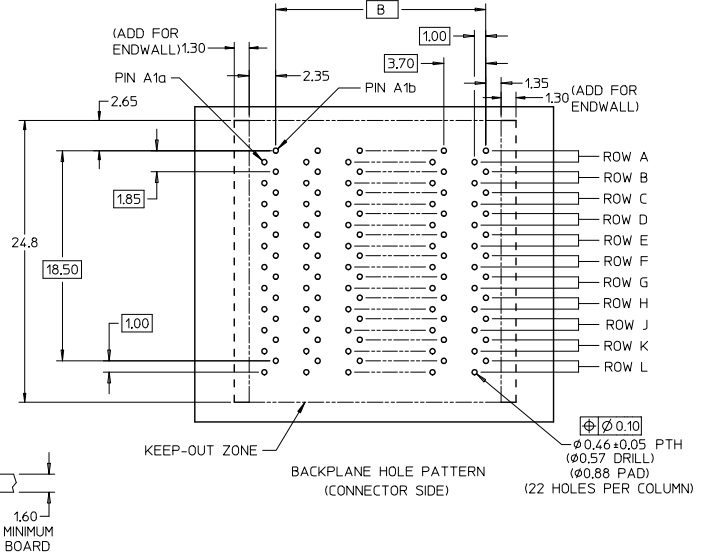 B
(ADD FOR
ENDWALL) 1.30
1.00
3.70
PIN A1a
2.35
PIN A1b
1.35
(ADD FOR
1.30 ENDWALL)
2.65
ROW A
ROW B
1.85
ROW C
ROW D
24.8
ROW E
18.50
ROW F
ROW G
ROW H
1.00
ROW J
ROW K
ROW L
⌖ Ø 0.10
KEEP-OUT ZONE
Ø0.46±0.05 PTH
(Ø0.57 DRILL)
(Ø0.88 PAD)
(22 HOLES PER COLUMN)
BACKPLANE HOLE PATTERN
(CONNECTOR SIDE)
1.60
MINIMUM
BOARD